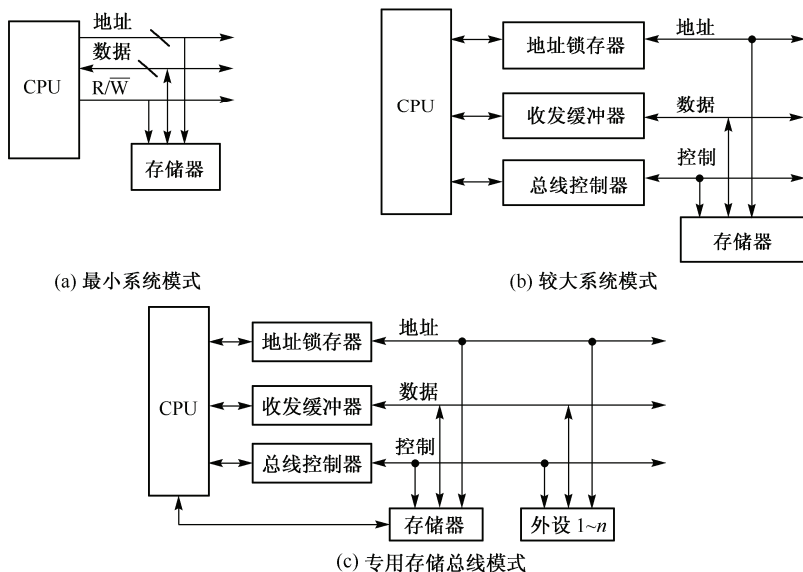 地址
数据
CPU
R/W̅
存储器
(a) 最小系统模式
CPU
地址锁存器
地址
收发缓冲器
数据
总线控制器
控制
存储器
(b) 较大系统模式
CPU
地址锁存器
地址
收发缓冲器
数据
总线控制器
控制
存储器
外设 1~n
(c) 专用存储总线模式